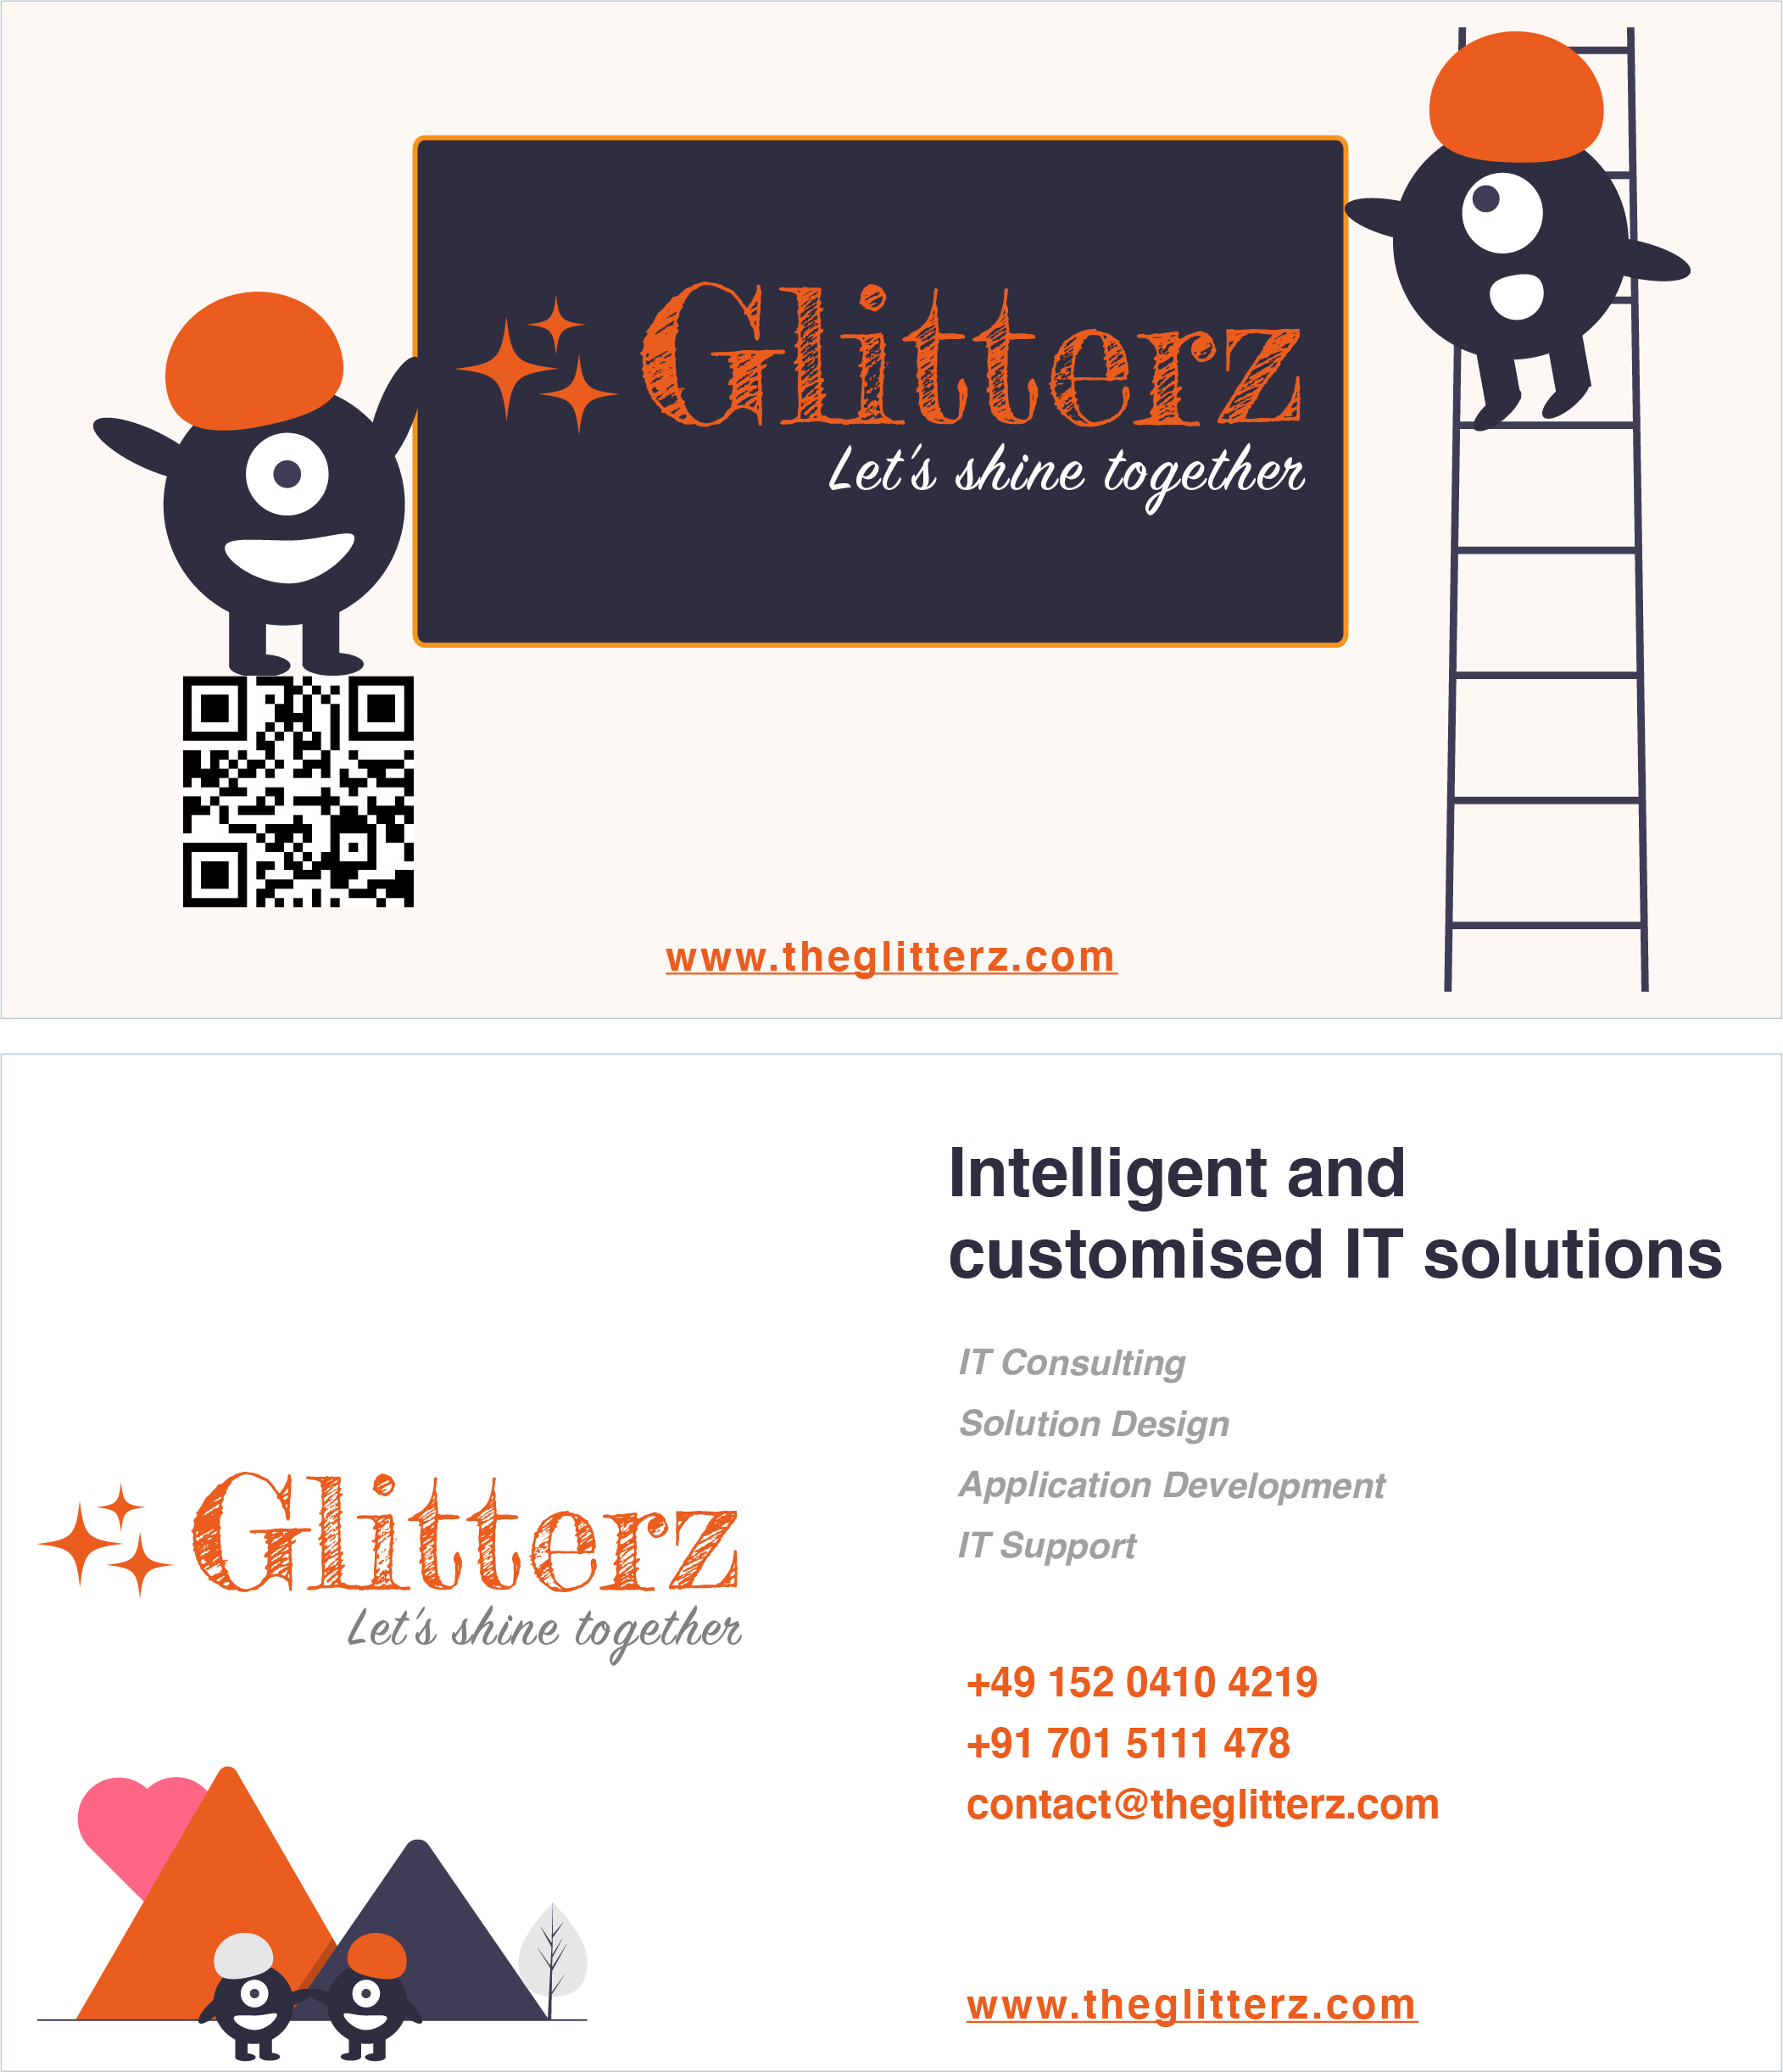 Glitterz
Let's shine together
www.theglitterz.com
Intelligent and
customised IT solutions
IT Consulting
Solution Design
Application Development
IT Support
Glitterz
Let's shine together
+49 152 0410 4219
+91 701 5111 478
contact@theglitterz.com
www.theglitterz.com